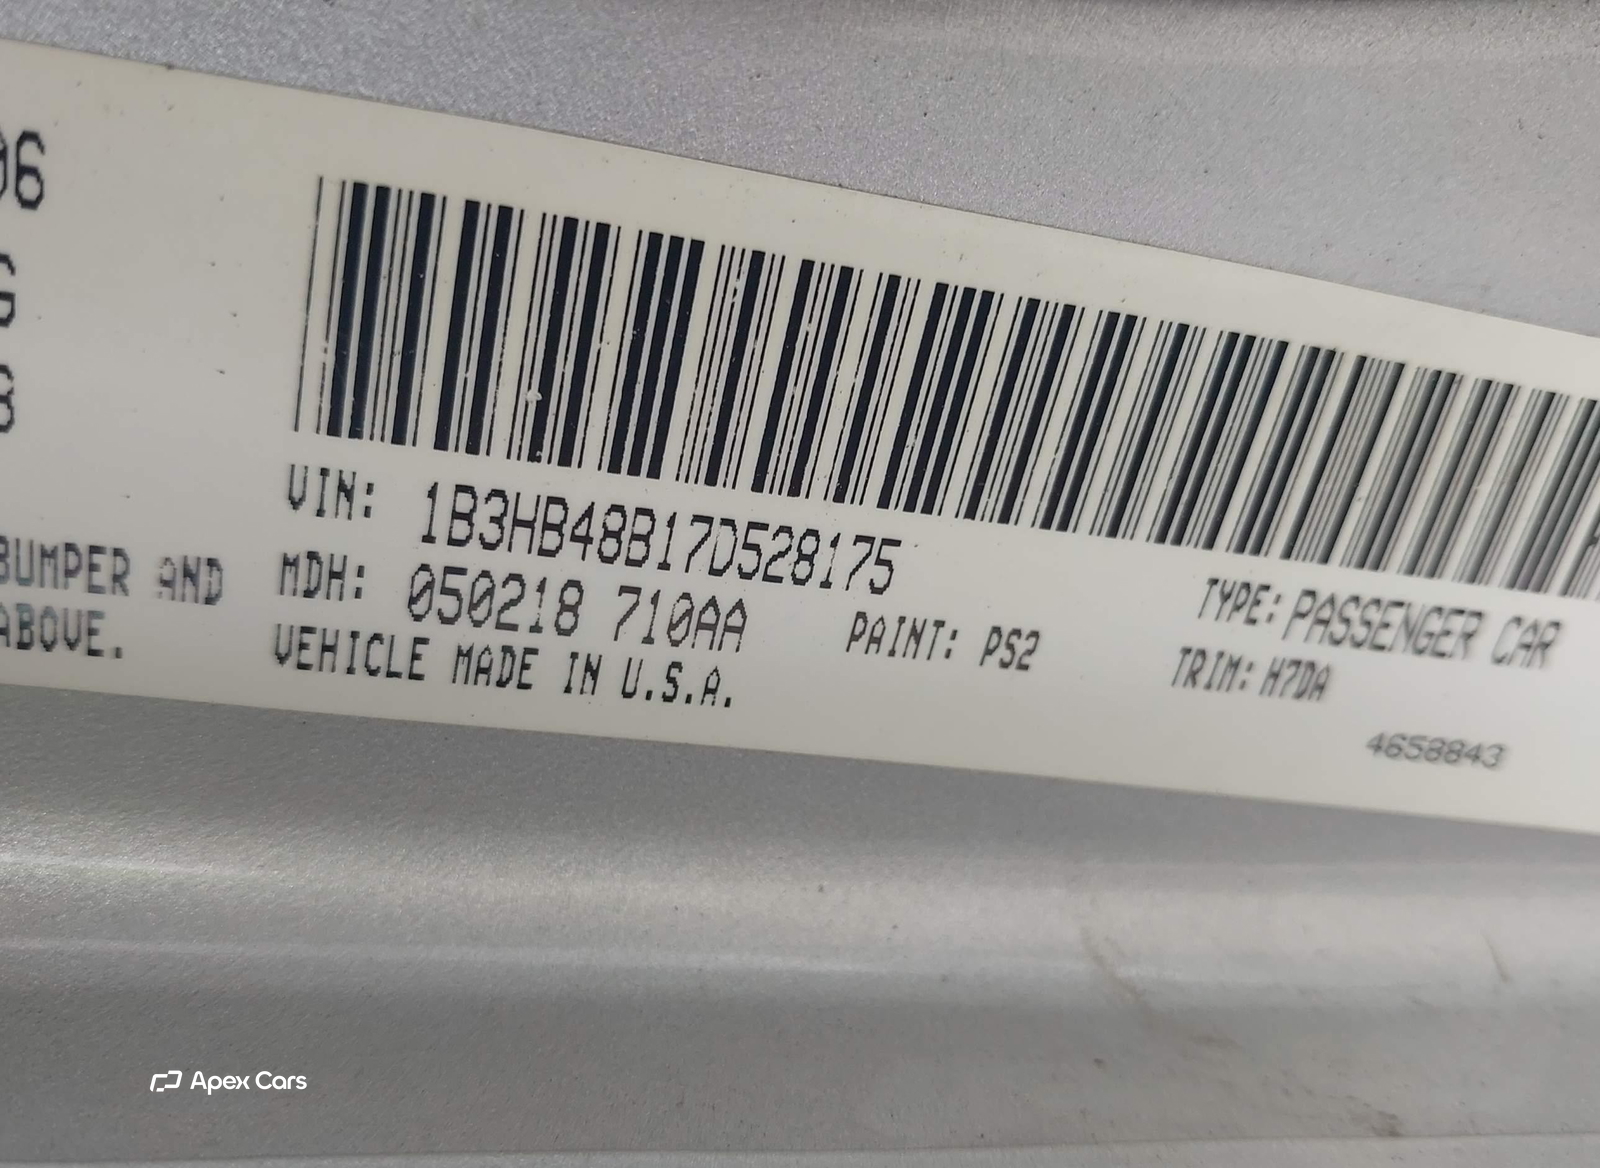 06
G
8
VIN: 1B3HB48B17D528175
BUMPER AND
MDH: 050218 710AA
TYPE: PASSENGER CAR
ABOVE.
VEHICLE MADE IN U.S.A.
PAINT: PS2
TRIM: H7DA
4658843
Apex Cars